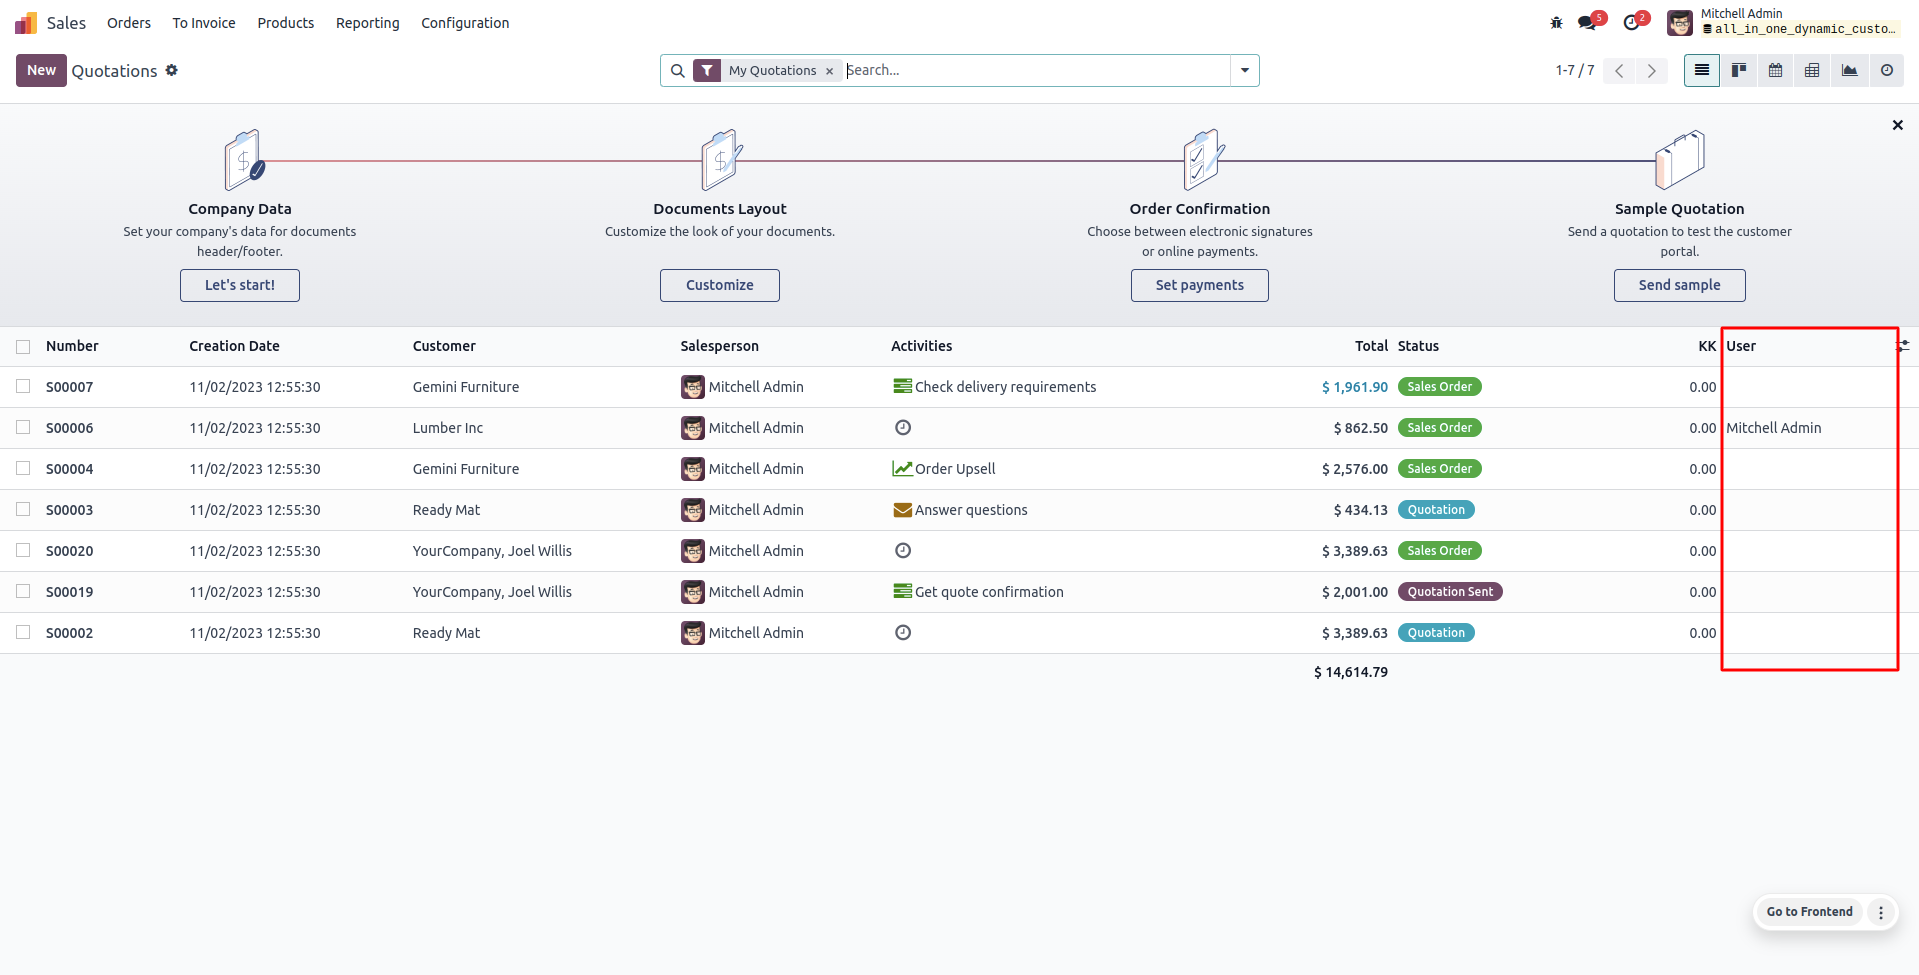 Sales Orders To Invoice Products Reporting Configuration 5 2 Mitchell Admin
all_in_one_dynamic_custo...
New Quotations My Quotations × Search... 1-7 / 7
Company Data
Set your company's data for documents
header/footer.
Let's start!
Documents Layout
Customize the look of your documents.
Customize
Order Confirmation
Choose between electronic signatures
or online payments.
Set payments
Sample Quotation
Send a quotation to test the customer
portal.
Send sample
Number Creation Date Customer Salesperson Activities Total Status KK User
S00007 11/02/2023 12:55:30 Gemini Furniture Mitchell Admin Check delivery requirements $ 1,961.90 Sales Order 0.00
S00006 11/02/2023 12:55:30 Lumber Inc Mitchell Admin $ 862.50 Sales Order 0.00 Mitchell Admin
S00004 11/02/2023 12:55:30 Gemini Furniture Mitchell Admin Order Upsell $ 2,576.00 Sales Order 0.00
S00003 11/02/2023 12:55:30 Ready Mat Mitchell Admin Answer questions $ 434.13 Quotation 0.00
S00020 11/02/2023 12:55:30 YourCompany, Joel Willis Mitchell Admin $ 3,389.63 Sales Order 0.00
S00019 11/02/2023 12:55:30 YourCompany, Joel Willis Mitchell Admin Get quote confirmation $ 2,001.00 Quotation Sent 0.00
S00002 11/02/2023 12:55:30 Ready Mat Mitchell Admin $ 3,389.63 Quotation 0.00
$ 14,614.79
Go to Frontend